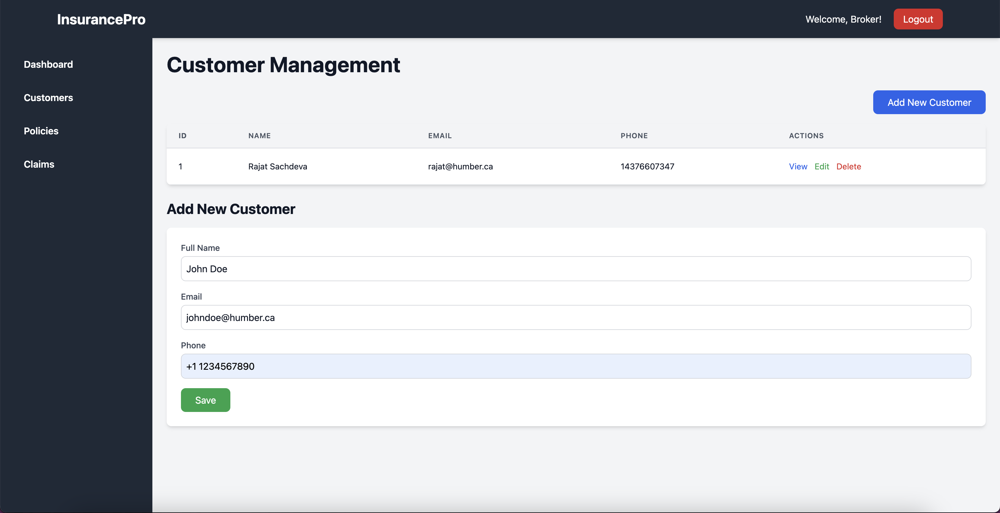 InsurancePro
Welcome, Broker! Logout
Dashboard
Customers
Policies
Claims
Customer Management
Add New Customer
ID NAME EMAIL PHONE ACTIONS
1 Rajat Sachdeva rajat@humber.ca 14376607347 View Edit Delete
Add New Customer
Full Name
John Doe
Email
johndoe@humber.ca
Phone
+1 1234567890
Save